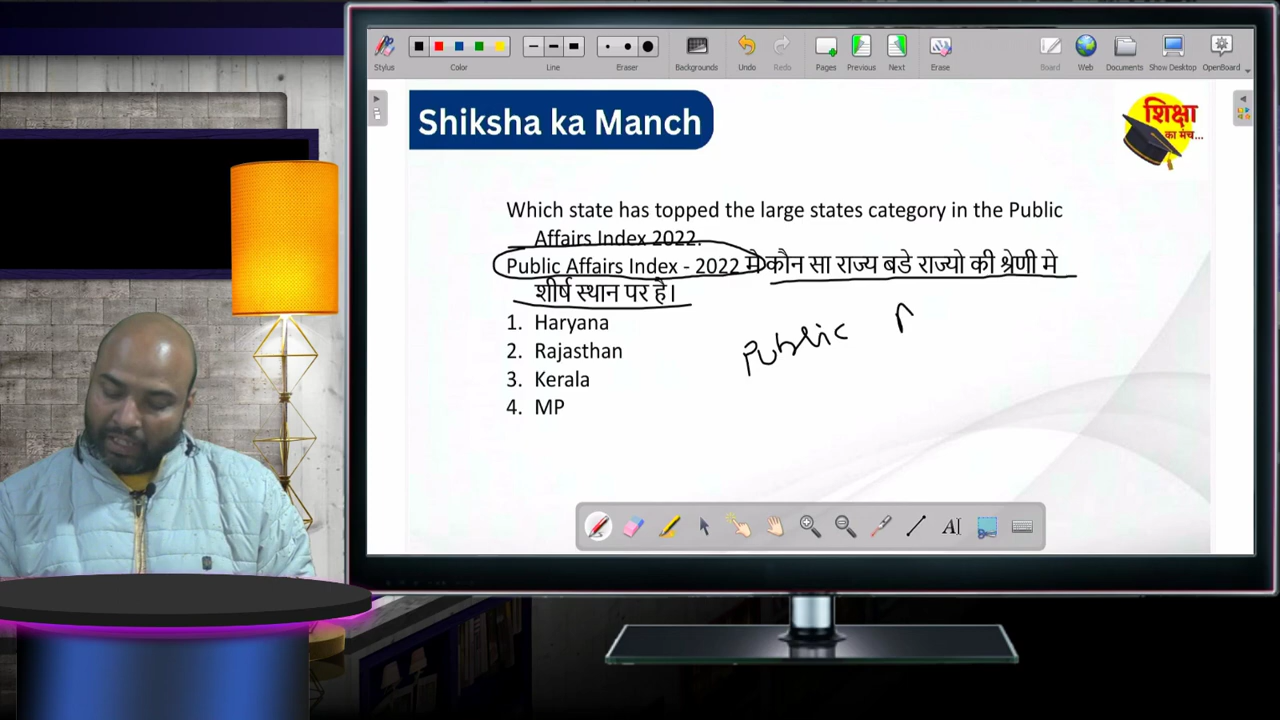 Stylus
Color
Line
Eraser
Backgrounds
Undo
Redo
Pages
Previous
Next
Erase
Board
Web
Documents
Show Desktop
OpenBoard
Shiksha ka Manch
शिक्षा
का मंच...
Which state has topped the large states category in the Public
Affairs Index 2022.
Public Affairs Index - 2022 मे कौन सा राज्य बडे राज्यो की श्रेणी मे
शीर्ष स्थान पर है।
1. Haryana
2. Rajasthan
3. Kerala
4. MP
Public
AI